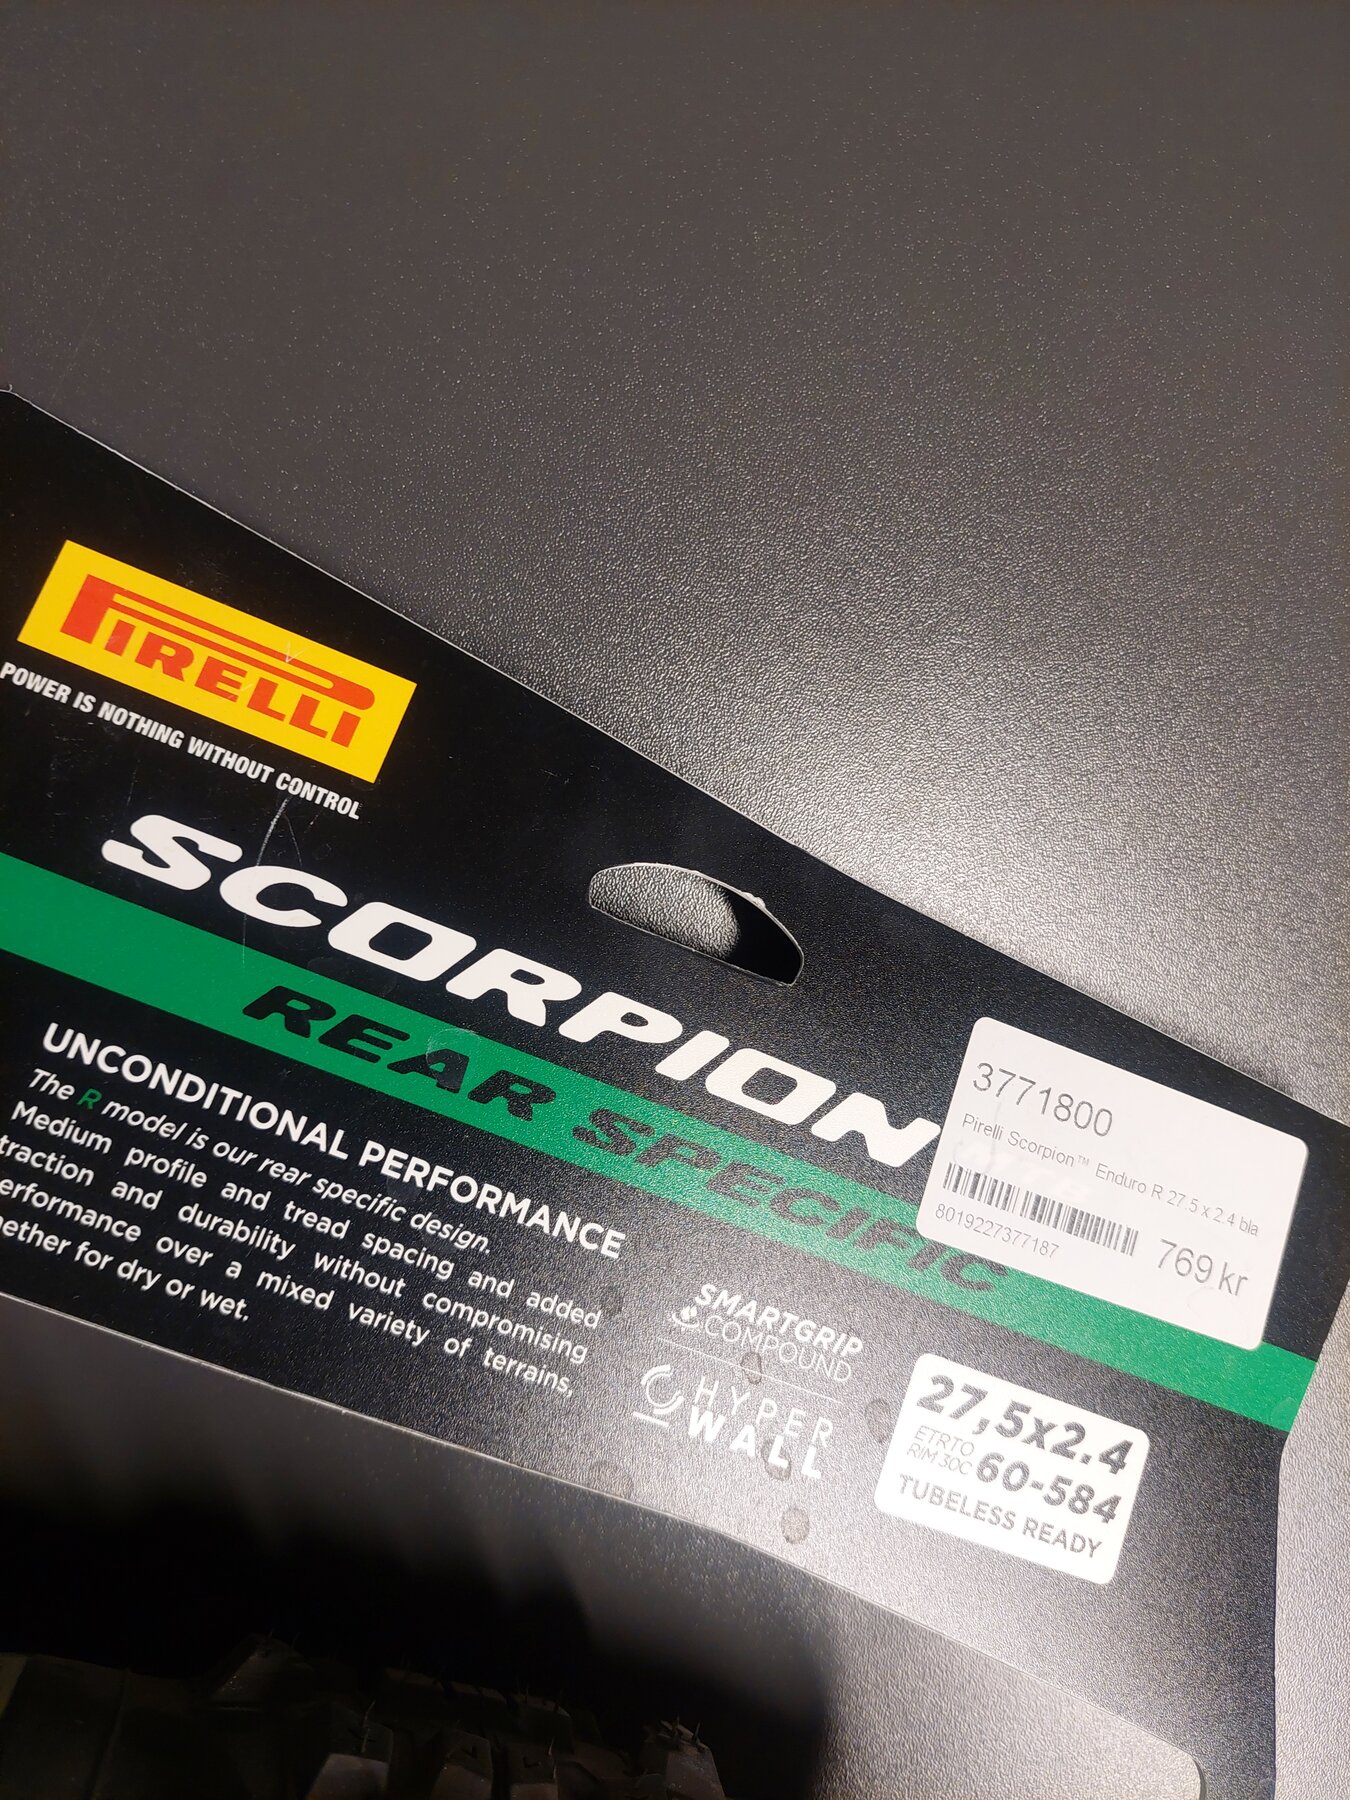 PIRELLI
POWER IS NOTHING WITHOUT CONTROL
SCORPION
REAR SPECIFIC
UNCONDITIONAL PERFORMANCE
The R model is our rear specific design.
Medium profile and tread spacing and added
traction and durability without compromising
over a mixed variety of terrains,
for dry or wet.
SMARTGRIP
COMPOUND
HYPER
WALL
3771800
Pirelli Scorpion™ Enduro R 27.5 x 2.4 bla
8019227377187
769 kr
27,5x2.4
ETRTO
RIM 30C
60-584
TUBELESS READY